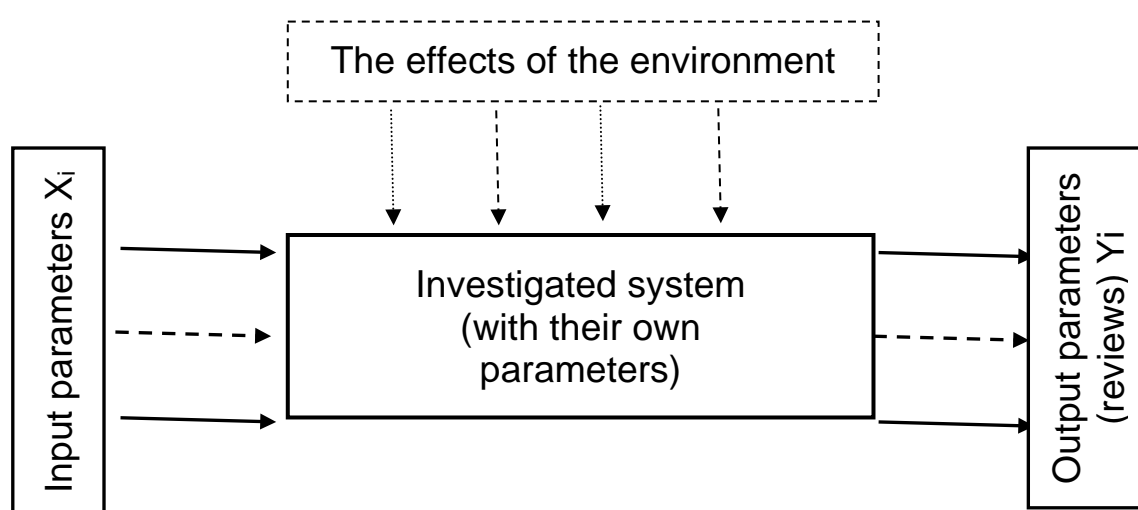 The effects of the environment
Input parameters Xi
Investigated system
(with their own
parameters)
Output parameters
(reviews) Yi